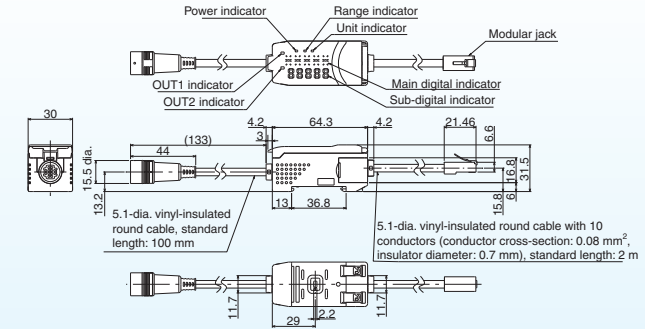 Power indicator
Range indicator
Unit indicator
Modular jack
OUT1 indicator
OUT2 indicator
Main digital indicator
Sub-digital indicator
30
(133)
44
4.2
3
64.3
4.2
21.46
6.6
15.5 dia.
13.2
16.8
31.5
15.8
6
13
36.8
5.1-dia. vinyl-insulated
round cable, standard
length: 100 mm
5.1-dia. vinyl-insulated round cable with 10
conductors (conductor cross-section: 0.08 mm²,
insulator diameter: 0.7 mm), standard length: 2 m
11.7
29
2.2
11.7